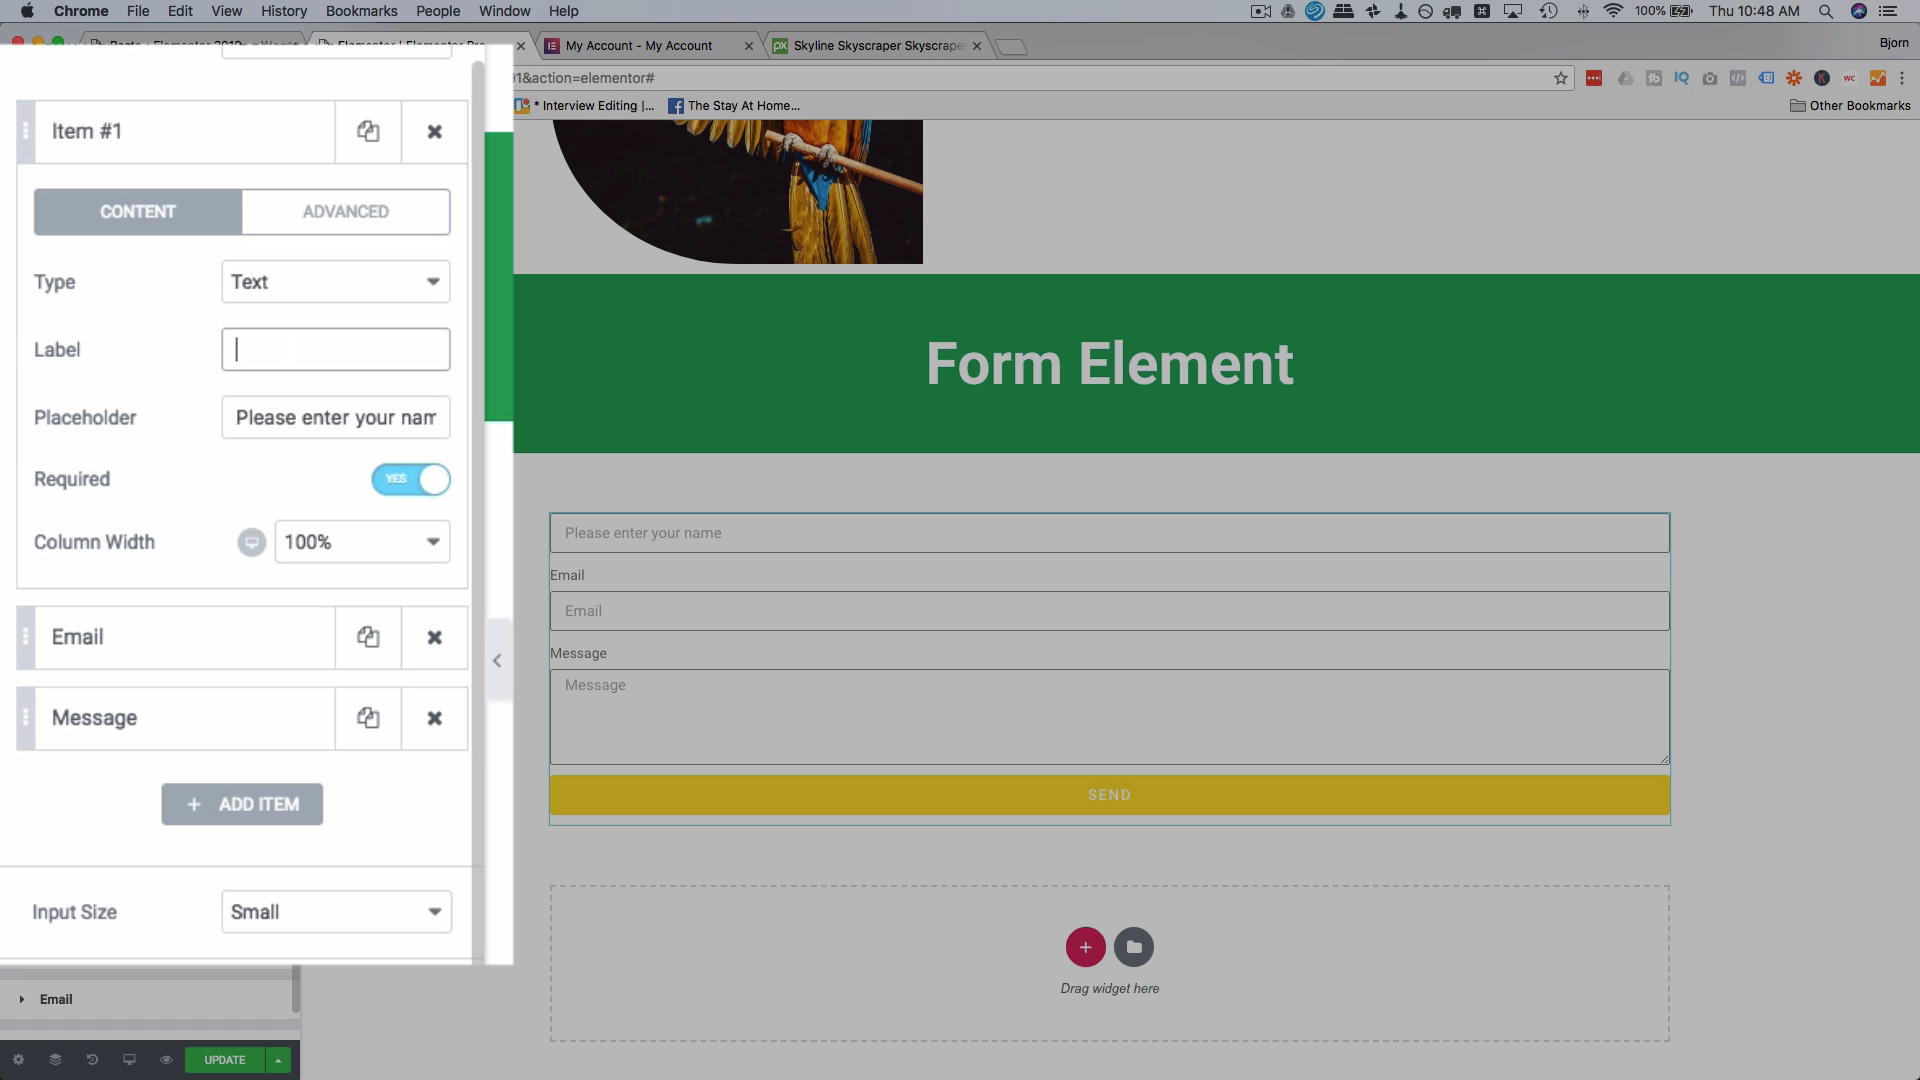 Chrome File Edit View History Bookmarks People Window Help
100% Thu 10:48 AM
My Account - My Account
Skyline Skyscraper Skyscraper
Bjorn
91&action=elementor#
* Interview Editing |...
The Stay At Home...
Other Bookmarks
Item #1
CONTENT
ADVANCED
Type
Text
Label
Placeholder
Please enter your nam
Required
YES
Column Width
100%
Email
Message
+ ADD ITEM
Input Size
Small
Email
UPDATE
Form Element
Please enter your name
Email
Email
Message
Message
SEND
Drag widget here